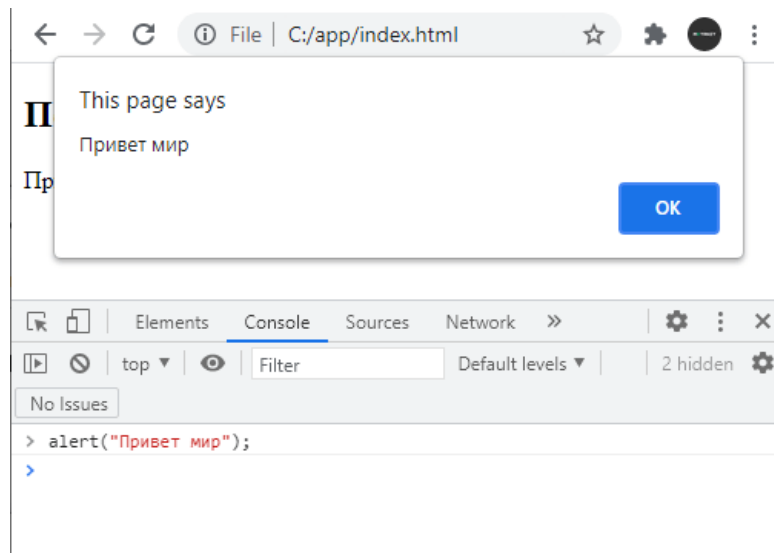 File | C:/app/index.html
This page says
Привет мир
OK
Elements Console Sources Network »
top ▼ Filter Default levels ▼ 2 hidden
No Issues
> alert("Привет мир");
>